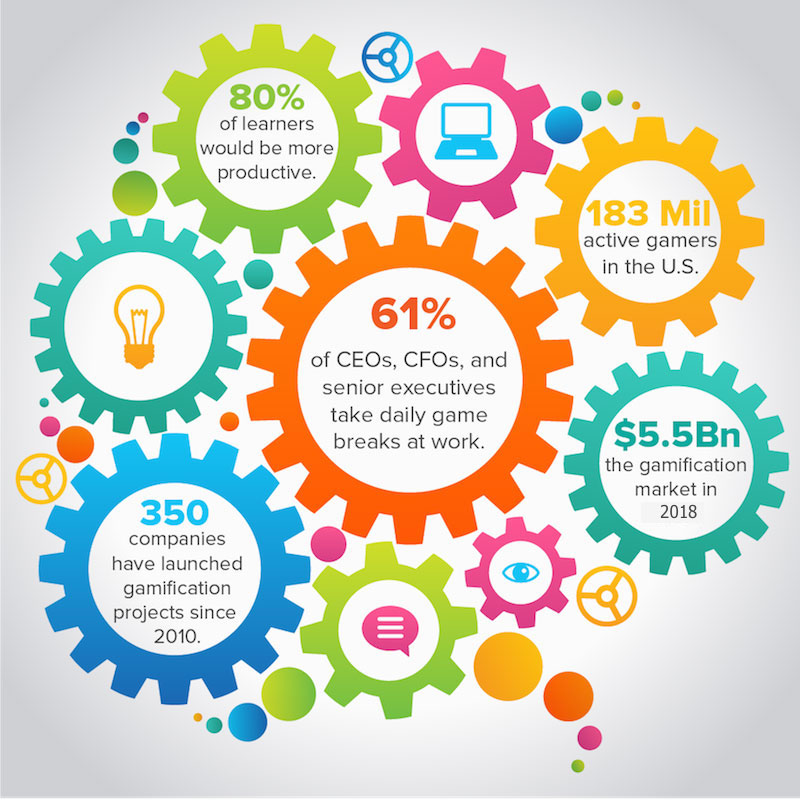 80%
of learners
would be more
productive.
183 Mil
active gamers
in the U.S.
61%
of CEOs, CFOs, and
senior executives
take daily game
breaks at work.
$5.5Bn
the gamification
market in
2018
350
companies
have launched
gamification
projects since
2010.